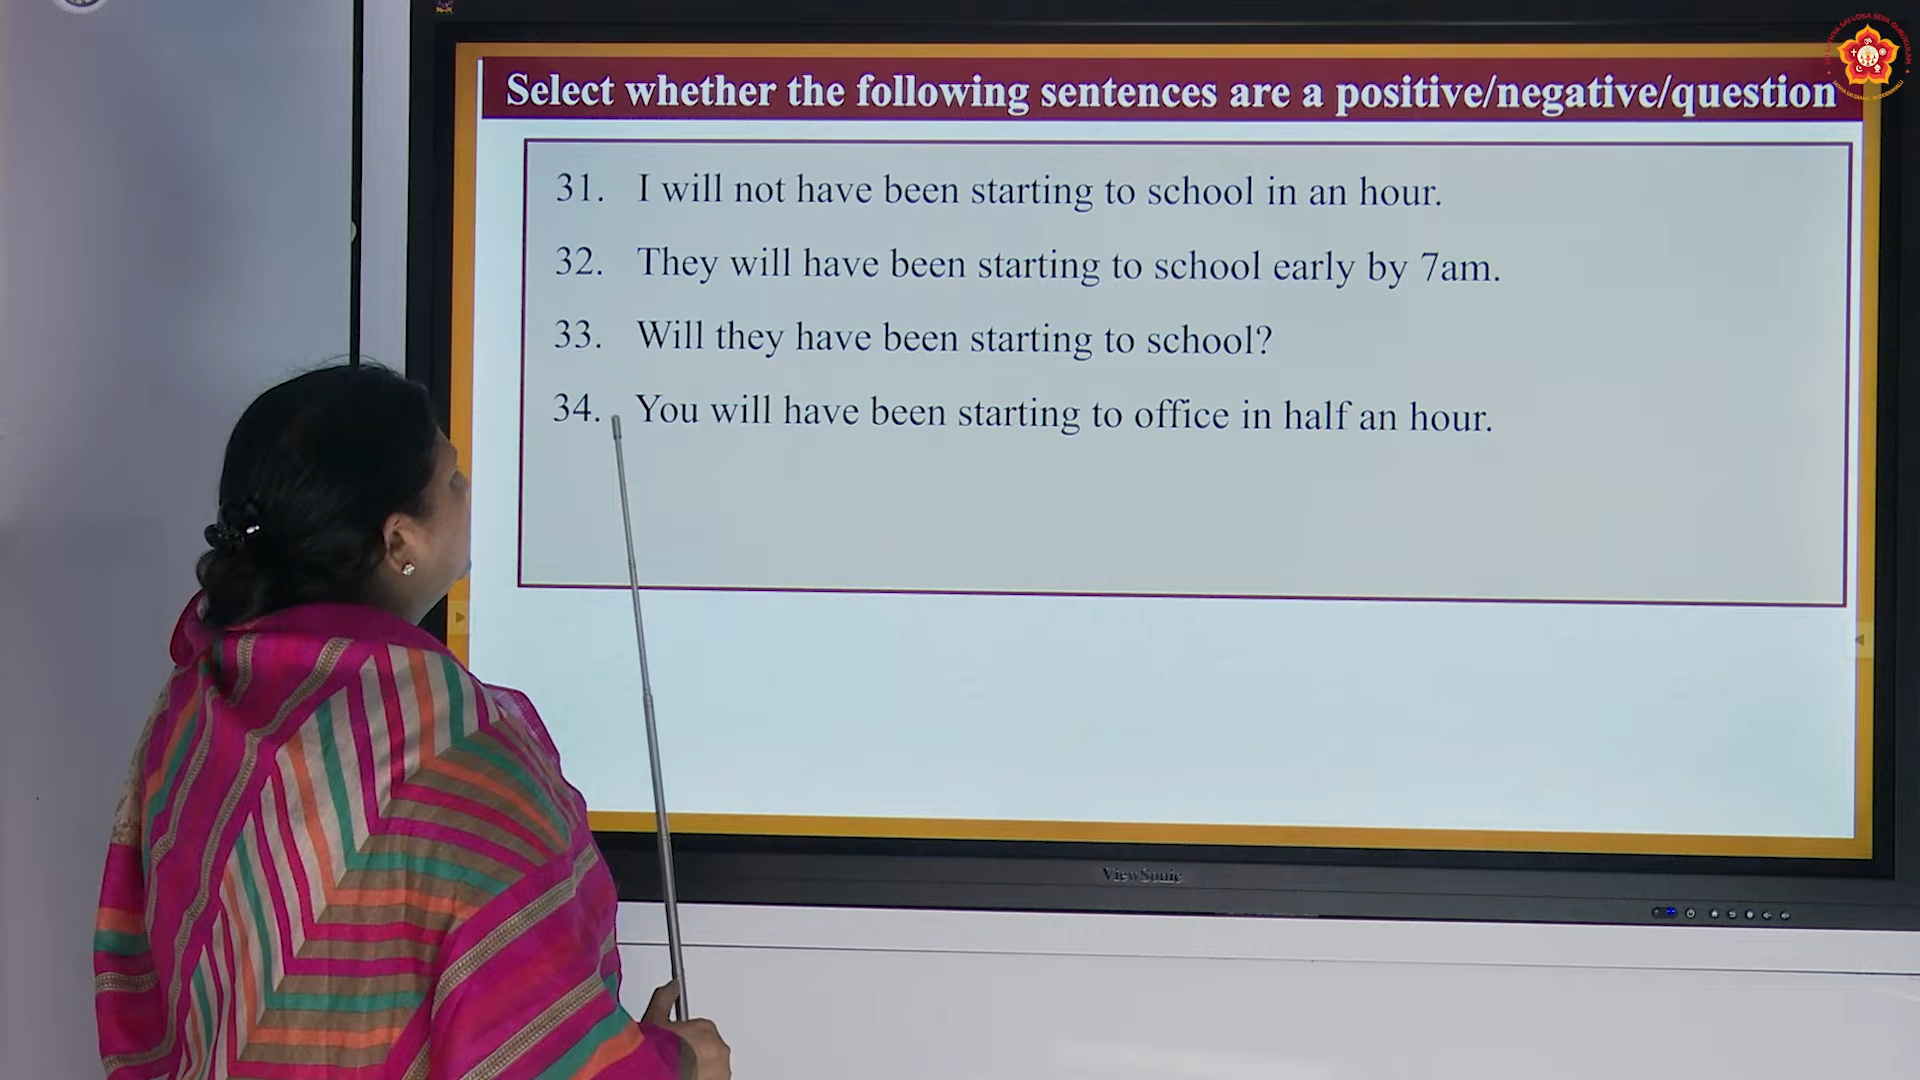 Select whether the following sentences are a positive/negative/question
31. I will not have been starting to school in an hour.
32. They will have been starting to school early by 7am.
33. Will they have been starting to school?
34. You will have been starting to office in half an hour.
ViewSonic